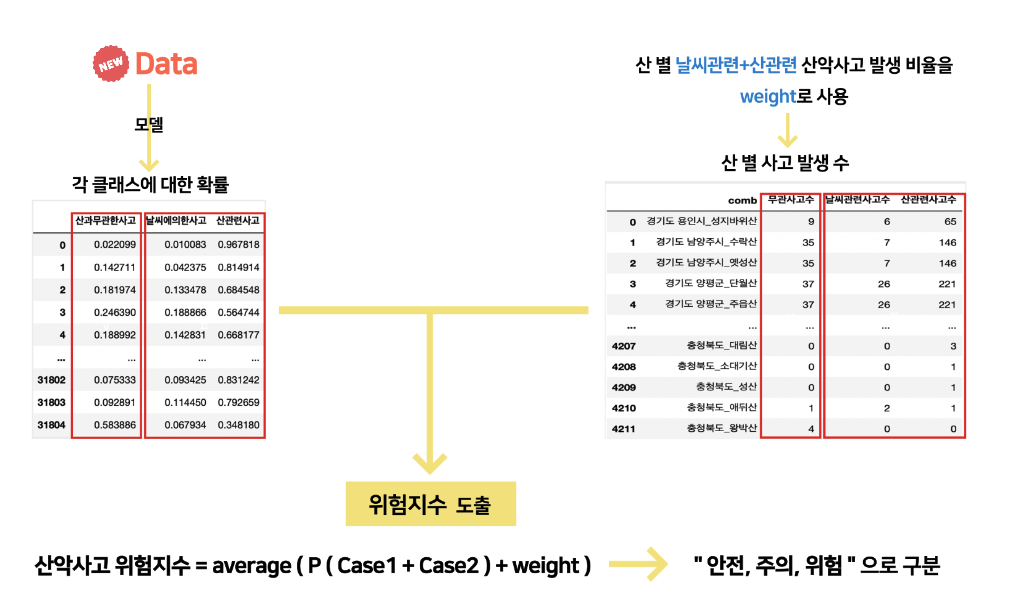 NEW Data
모델
각 클래스에 대한 확률
산과무관한사고 날씨에의한사고 산관련사고
0 0.022099 0.010083 0.967818
1 0.142711 0.042375 0.814914
2 0.181974 0.133478 0.684548
3 0.246390 0.188866 0.564744
4 0.188992 0.142831 0.668177
... ... ... ...
31802 0.075333 0.093425 0.831242
31803 0.092891 0.114450 0.792659
31804 0.583886 0.067934 0.348180
산 별 날씨관련+산관련 산악사고 발생 비율을
weight로 사용
산 별 사고 발생 수
comb 무관사고수 날씨관련사고수 산관련사고수
0 경기도 용인시_성지바위산 9 6 65
1 경기도 남양주시_수락산 35 7 146
2 경기도 남양주시_옛성산 35 7 146
3 경기도 양평군_단월산 37 26 221
4 경기도 양평군_주읍산 37 26 221
... ... ... ... ...
4207 충청북도_대림산 0 0 3
4208 충청북도_소대기산 0 0 1
4209 충청북도_성산 0 0 1
4210 충청북도_애뒤산 1 2 1
4211 충청북도_왕박산 4 0 0
위험지수 도출
산악사고 위험지수 = average ( P ( Case1 + Case2 ) + weight )
" 안전, 주의, 위험 " 으로 구분